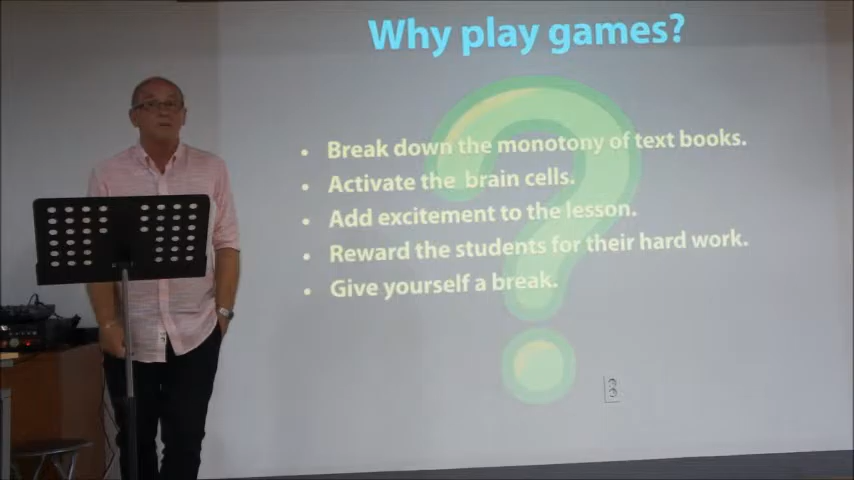 Why play games?
• Break down the monotony of text books.
• Activate the brain cells.
• Add excitement to the lesson.
• Reward the students for their hard work.
• Give yourself a break.